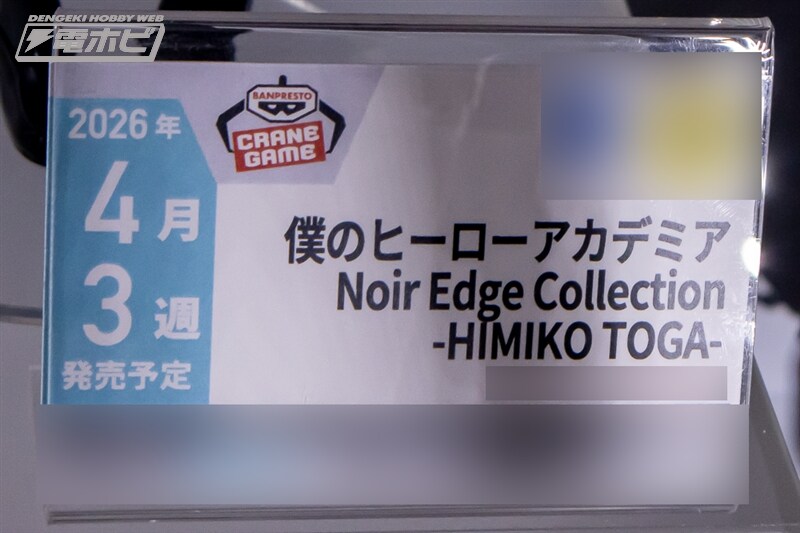 DENGEKI HOBBY WEB
電ホビ
BANPRESTO
CRANE
GAME
2026年
4月
3週
発売予定
僕のヒーローアカデミア
Noir Edge Collection
-HIMIKO TOGA-